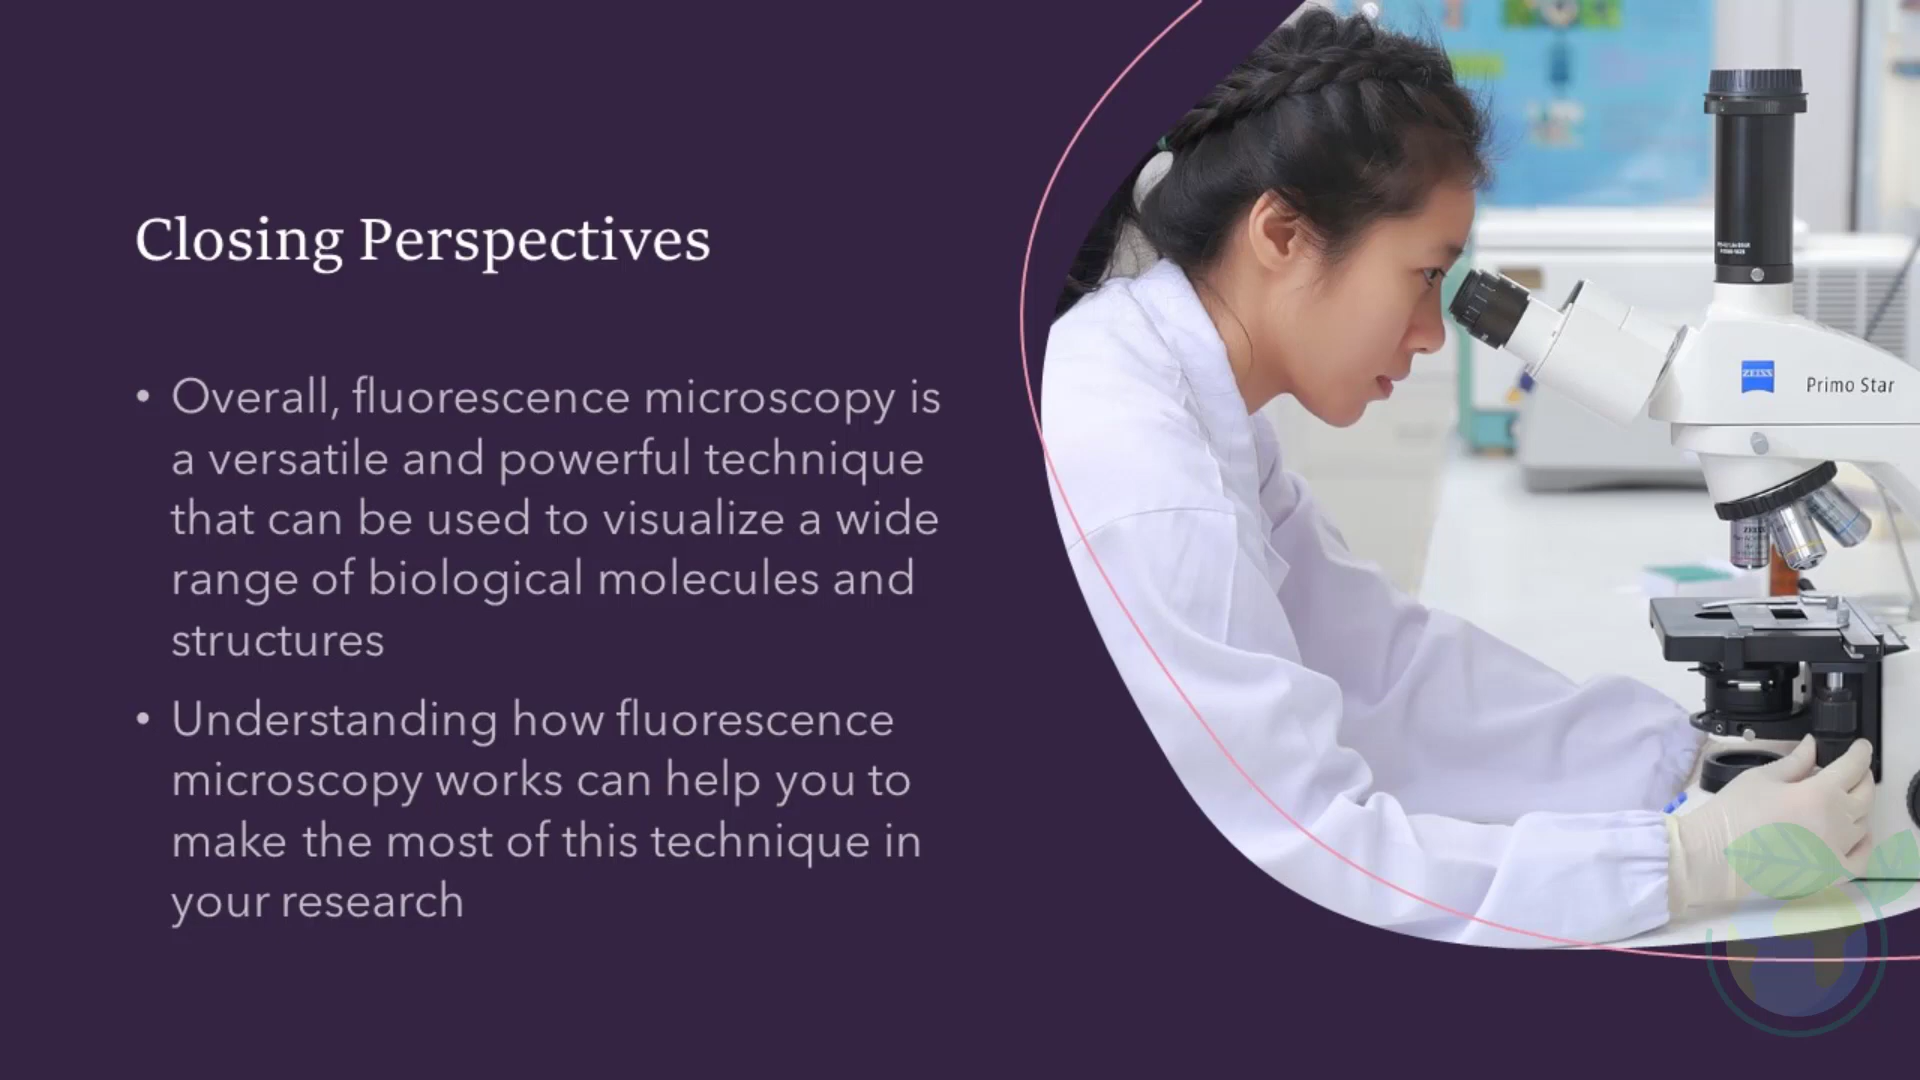 Closing Perspectives
• Overall, fluorescence microscopy is
a versatile and powerful technique
that can be used to visualize a wide
range of biological molecules and
structures
• Understanding how fluorescence
microscopy works can help you to
make the most of this technique in
your research
ZEISS
Primo Star
ZEISS